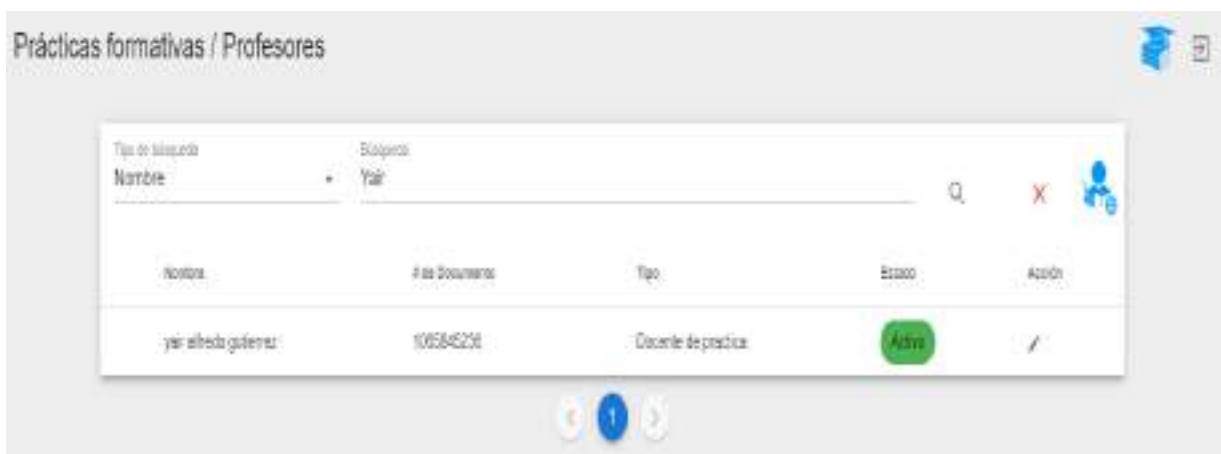 Prácticas formativas / Profesores
Tipo de búsqueda Búsqueda
Nombre Yair
Nombre # de Documento Tipo Estado Acción
yair alfredo gutierrez 1065845236 Docente de practica Activo
1